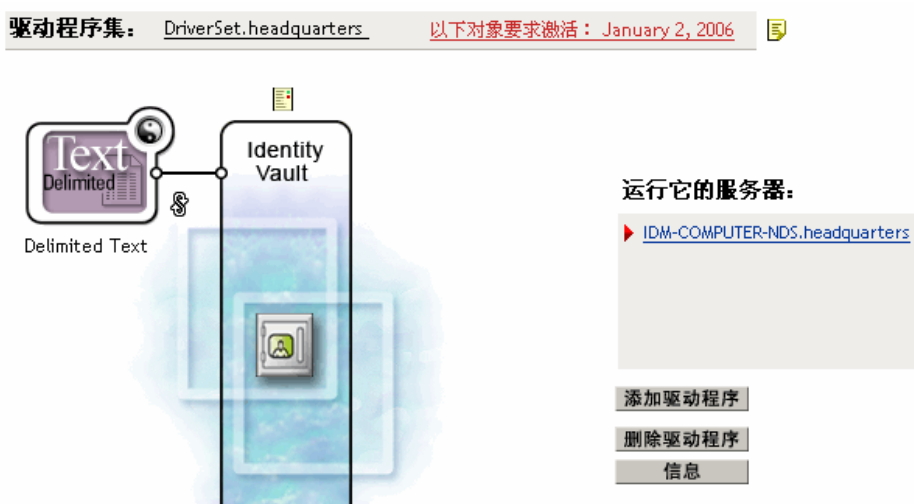 驱动程序集： DriverSet.headquarters 以下对象要求激活： January 2, 2006
Text
Delimited
Identity
Vault
Delimited Text
运行它的服务器：
IDM-COMPUTER-NDS.headquarters
添加驱动程序
删除驱动程序
信息